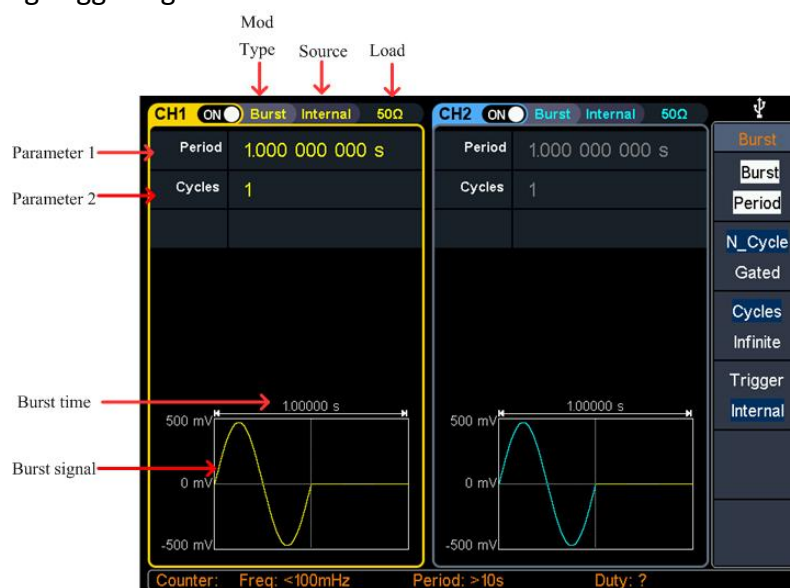 Mod
Type Source Load
CH1 ON Burst Internal 50Ω CH2 ON Burst Internal 50Ω
Parameter 1 Period 1.000 000 000 s Period 1.000 000 000 s
Parameter 2 Cycles 1 Cycles 1
Burst
Burst
Period
N_Cycle
Gated
Cycles
Infinite
Trigger
Internal
Burst time 1.00000 s 1.00000 s
500 mV 500 mV
Burst signal 0 mV 0 mV
-500 mV -500 mV
Counter: Freq: <100mHz Period: >10s Duty: ?